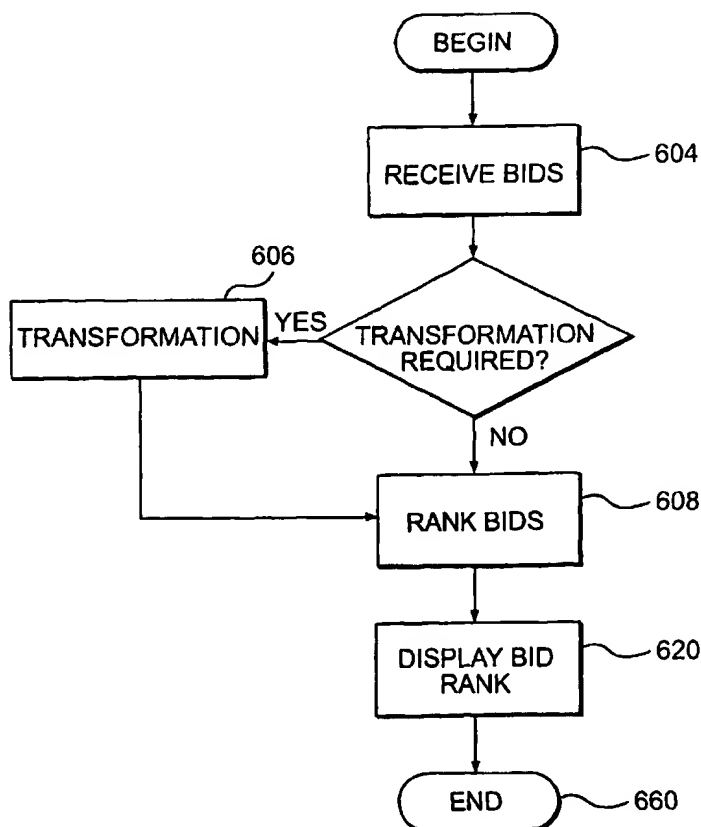 BEGIN
RECEIVE BIDS
604
606
TRANSFORMATION
YES
TRANSFORMATION
REQUIRED?
NO
RANK BIDS
608
DISPLAY BID
RANK
620
END
660